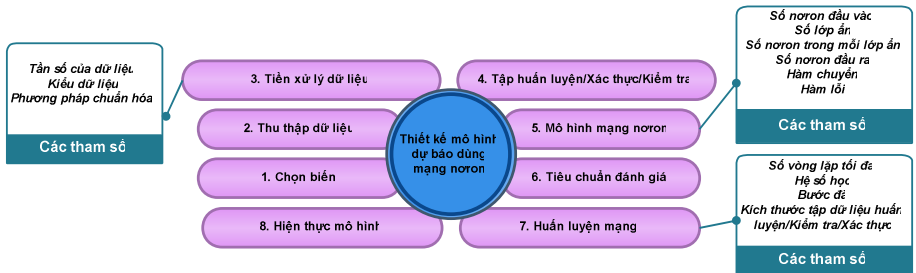 Tần số của dữ liệu
Kiểu dữ liệu
Phương pháp chuẩn hóa
Các tham số
3. Tiền xử lý dữ liệu
2. Thu thập dữ liệu
1. Chọn biến
8. Hiện thực mô hình
Thiết kế mô hình
dự báo dùng
mạng nơron
4. Tập huấn luyện/Xác thực/Kiểm tra
5. Mô hình mạng nơron
6. Tiêu chuẩn đánh giá
7. Huấn luyện mạng
Số nơron đầu vào
Số lớp ẩn
Số nơron trong mỗi lớp ẩn
Số nơron đầu ra
Hàm chuyển
Hàm lỗi
Các tham số
Số vòng lặp tối đa
Hệ số học
Bước đà
Kích thước tập dữ liệu huấn
luyện/Kiểm tra/Xác thực
Các tham số